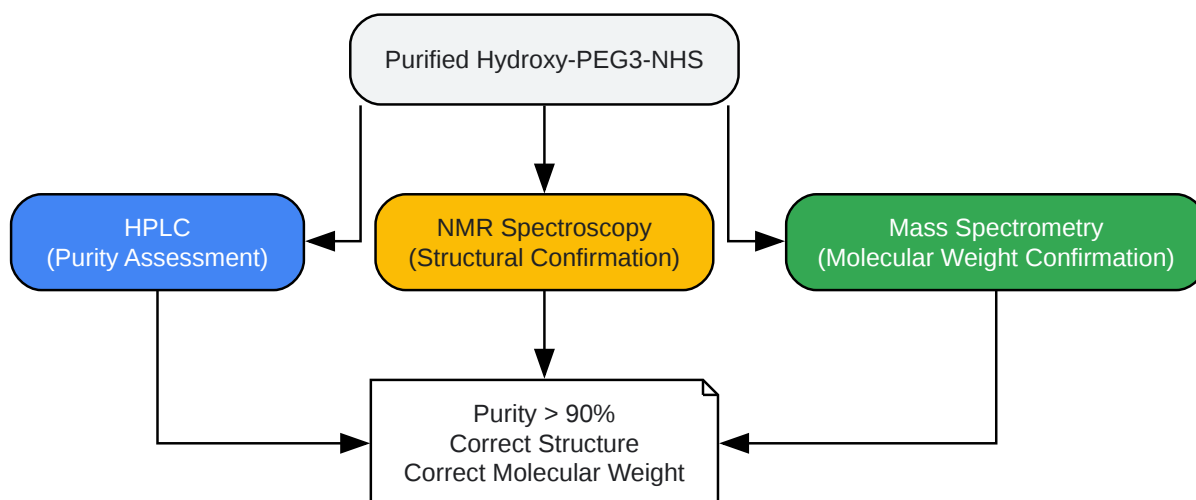 Purified Hydroxy-PEG3-NHS
HPLC
(Purity Assessment)
NMR Spectroscopy
(Structural Confirmation)
Mass Spectrometry
(Molecular Weight Confirmation)
Purity > 90%
Correct Structure
Correct Molecular Weight